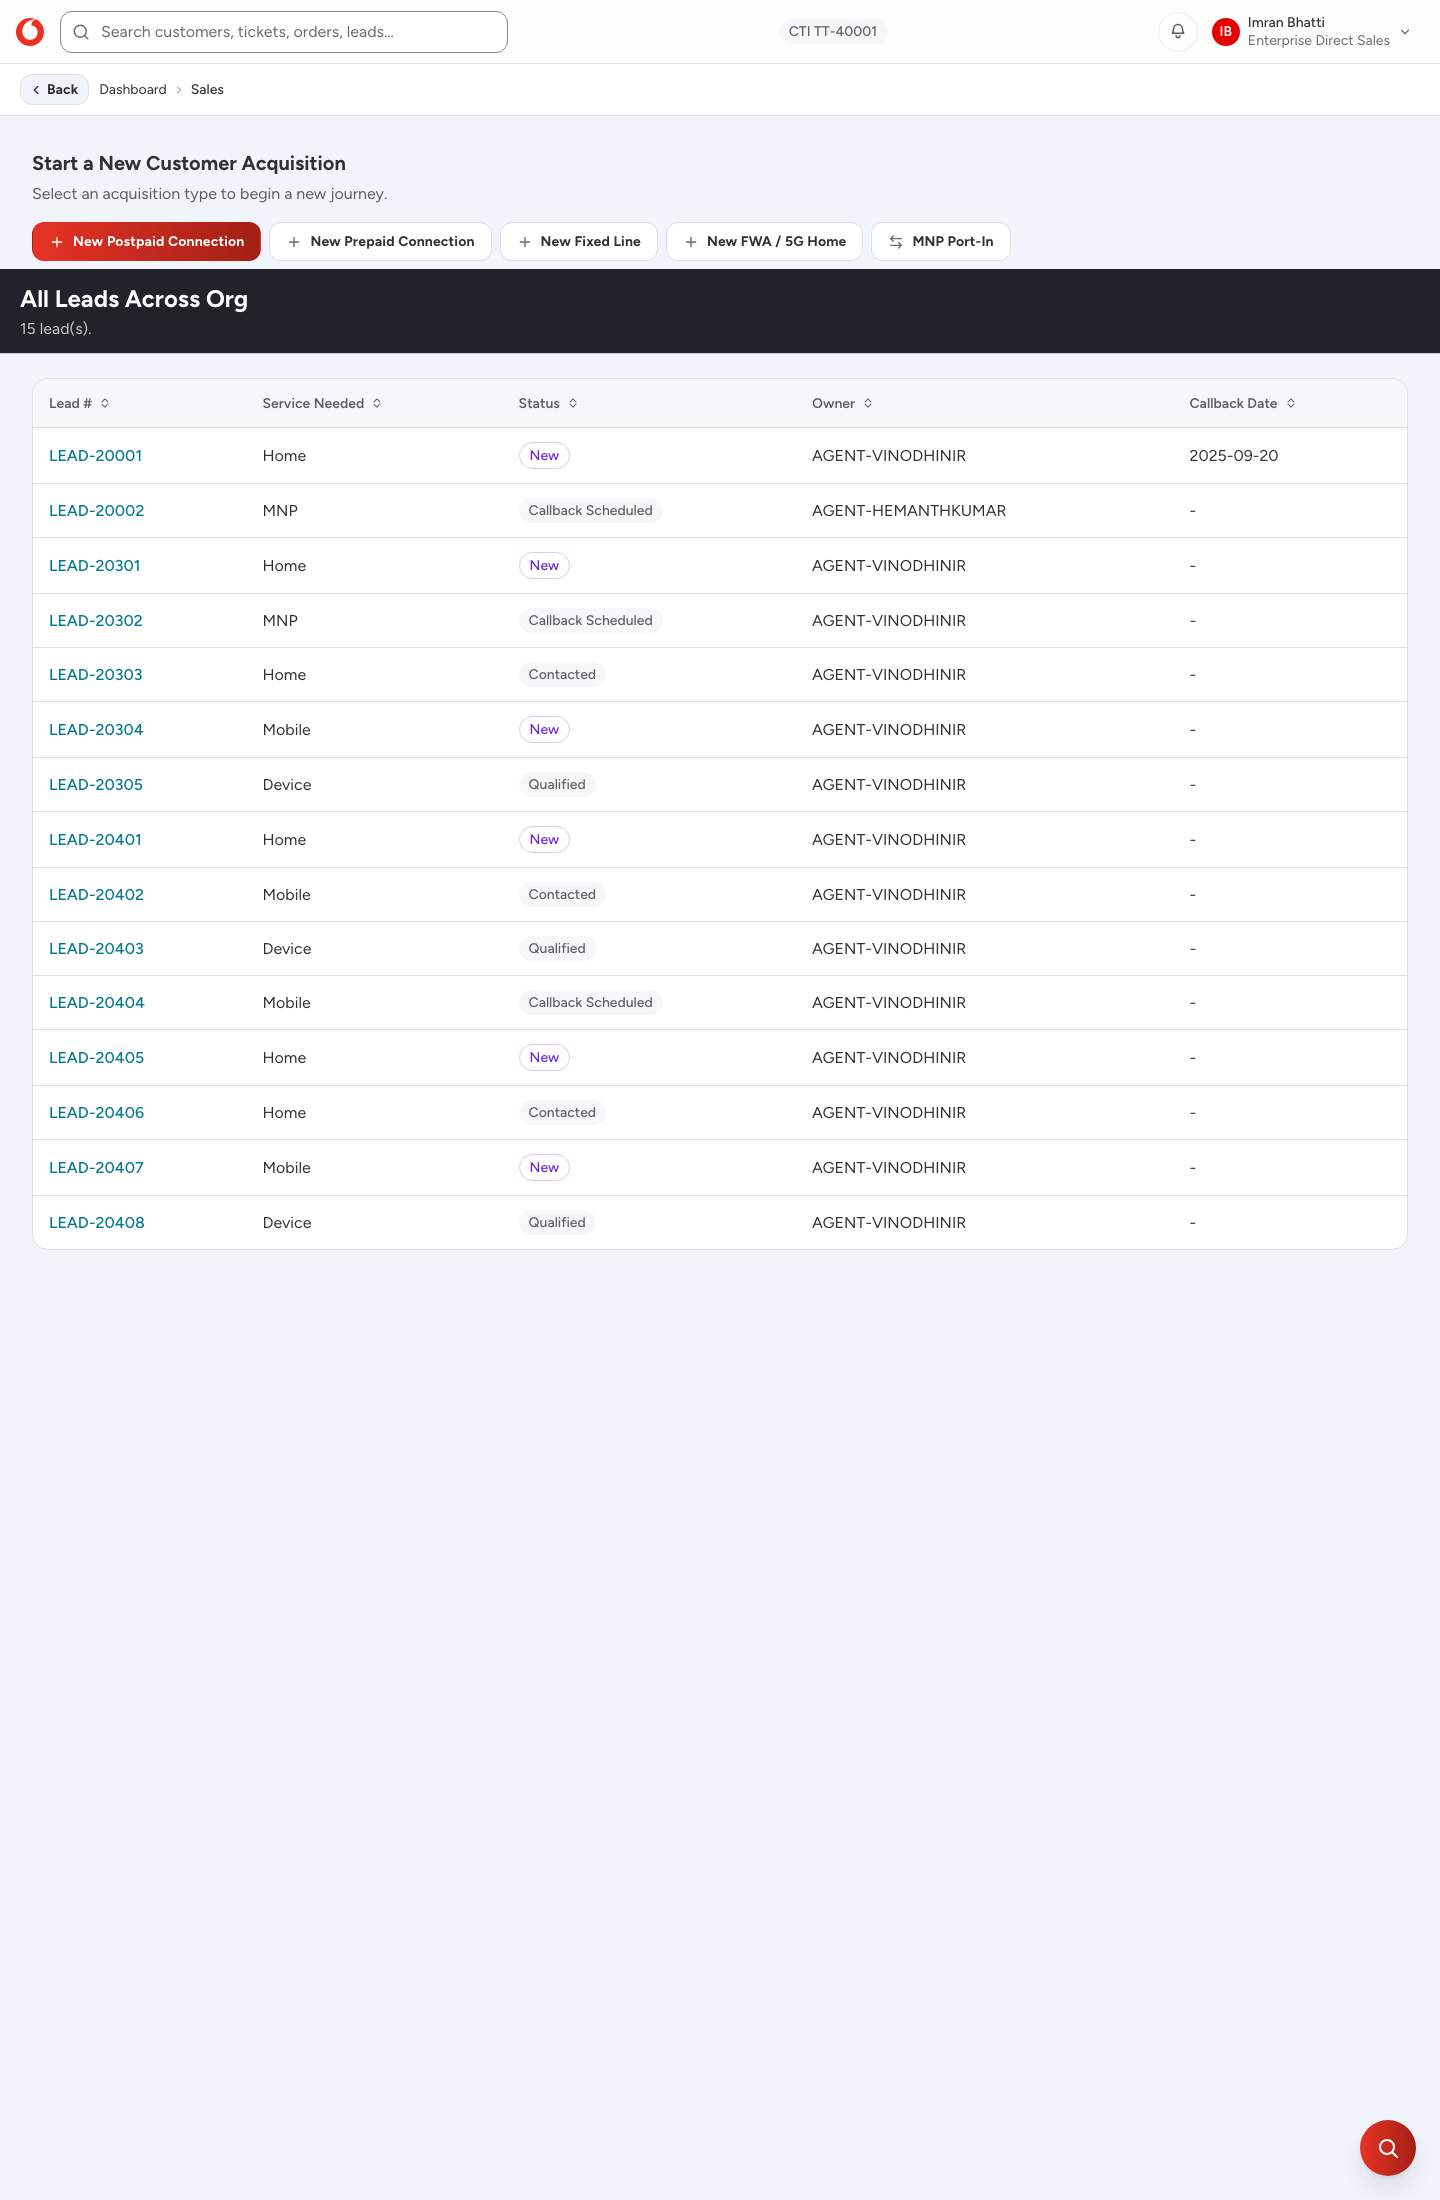 Search customers, tickets, orders, leads...
CTI TT-40001
IB
Imran Bhatti
Enterprise Direct Sales
Back
Dashboard
Sales
Start a New Customer Acquisition
Select an acquisition type to begin a new journey.
New Postpaid Connection
New Prepaid Connection
New Fixed Line
New FWA / 5G Home
MNP Port-In
All Leads Across Org
15 lead(s).
Lead # Service Needed Status Owner Callback Date
LEAD-20001 Home New AGENT-VINODHINIR 2025-09-20
LEAD-20002 MNP Callback Scheduled AGENT-HEMANTHKUMAR -
LEAD-20301 Home New AGENT-VINODHINIR -
LEAD-20302 MNP Callback Scheduled AGENT-VINODHINIR -
LEAD-20303 Home Contacted AGENT-VINODHINIR -
LEAD-20304 Mobile New AGENT-VINODHINIR -
LEAD-20305 Device Qualified AGENT-VINODHINIR -
LEAD-20401 Home New AGENT-VINODHINIR -
LEAD-20402 Mobile Contacted AGENT-VINODHINIR -
LEAD-20403 Device Qualified AGENT-VINODHINIR -
LEAD-20404 Mobile Callback Scheduled AGENT-VINODHINIR -
LEAD-20405 Home New AGENT-VINODHINIR -
LEAD-20406 Home Contacted AGENT-VINODHINIR -
LEAD-20407 Mobile New AGENT-VINODHINIR -
LEAD-20408 Device Qualified AGENT-VINODHINIR -